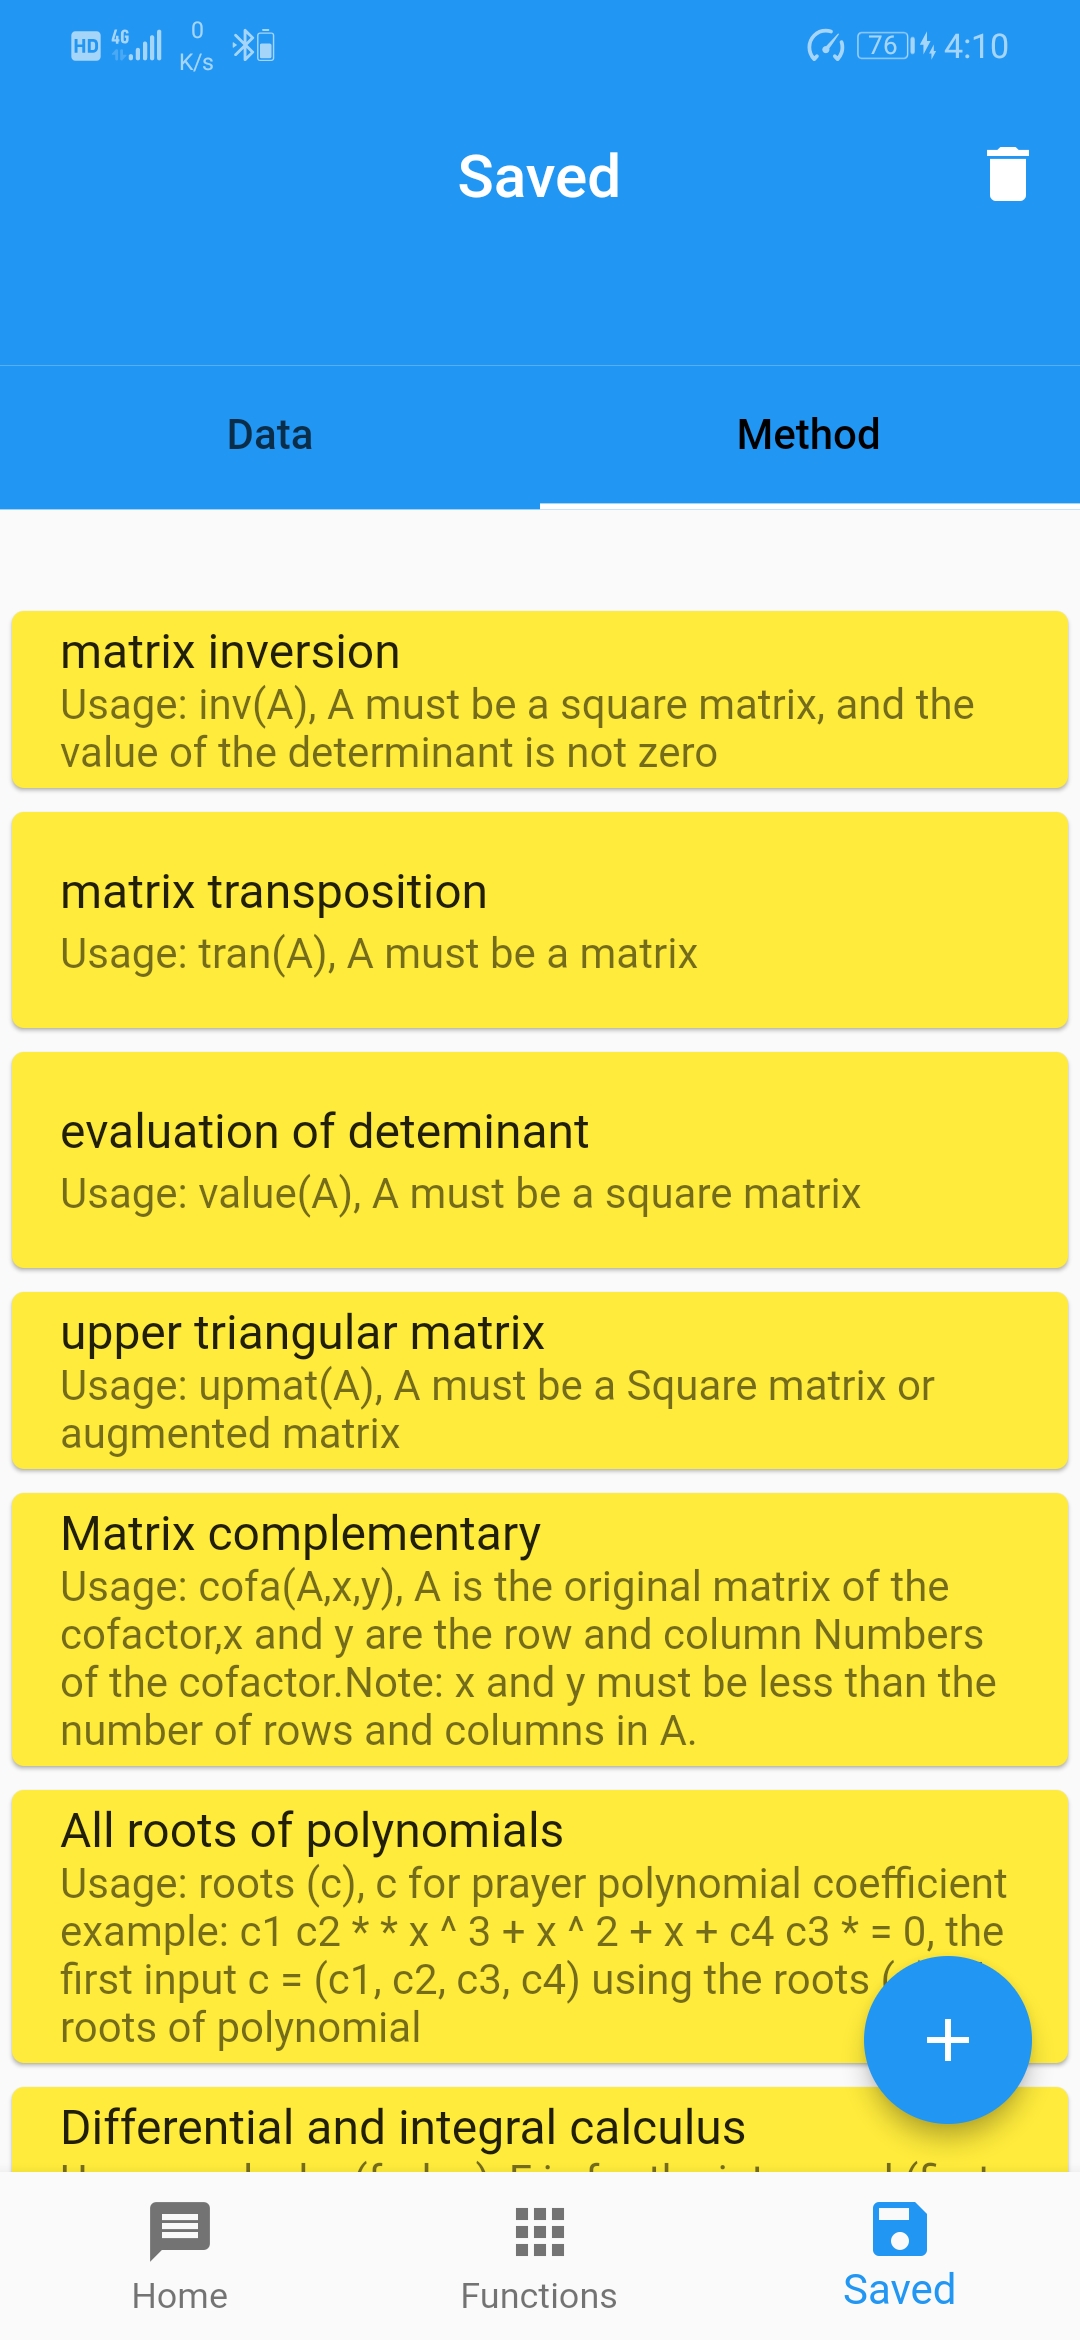 HD 4G 0 K/s 76 4:10
Saved
Data Method
matrix inversion
Usage: inv(A), A must be a square matrix, and the
value of the determinant is not zero
matrix transposition
Usage: tran(A), A must be a matrix
evaluation of deteminant
Usage: value(A), A must be a square matrix
upper triangular matrix
Usage: upmat(A), A must be a Square matrix or
augmented matrix
Matrix complementary
Usage: cofa(A,x,y), A is the original matrix of the
cofactor,x and y are the row and column Numbers
of the cofactor.Note: x and y must be less than the
number of rows and columns in A.
All roots of polynomials
Usage: roots (c), c for prayer polynomial coefficient
example: c1 c2 * * x ^ 3 + x ^ 2 + x + c4 c3 * = 0, the
first input c = (c1, c2, c3, c4) using the roots (
roots of polynomial
Differential and integral calculus
Home Functions Saved